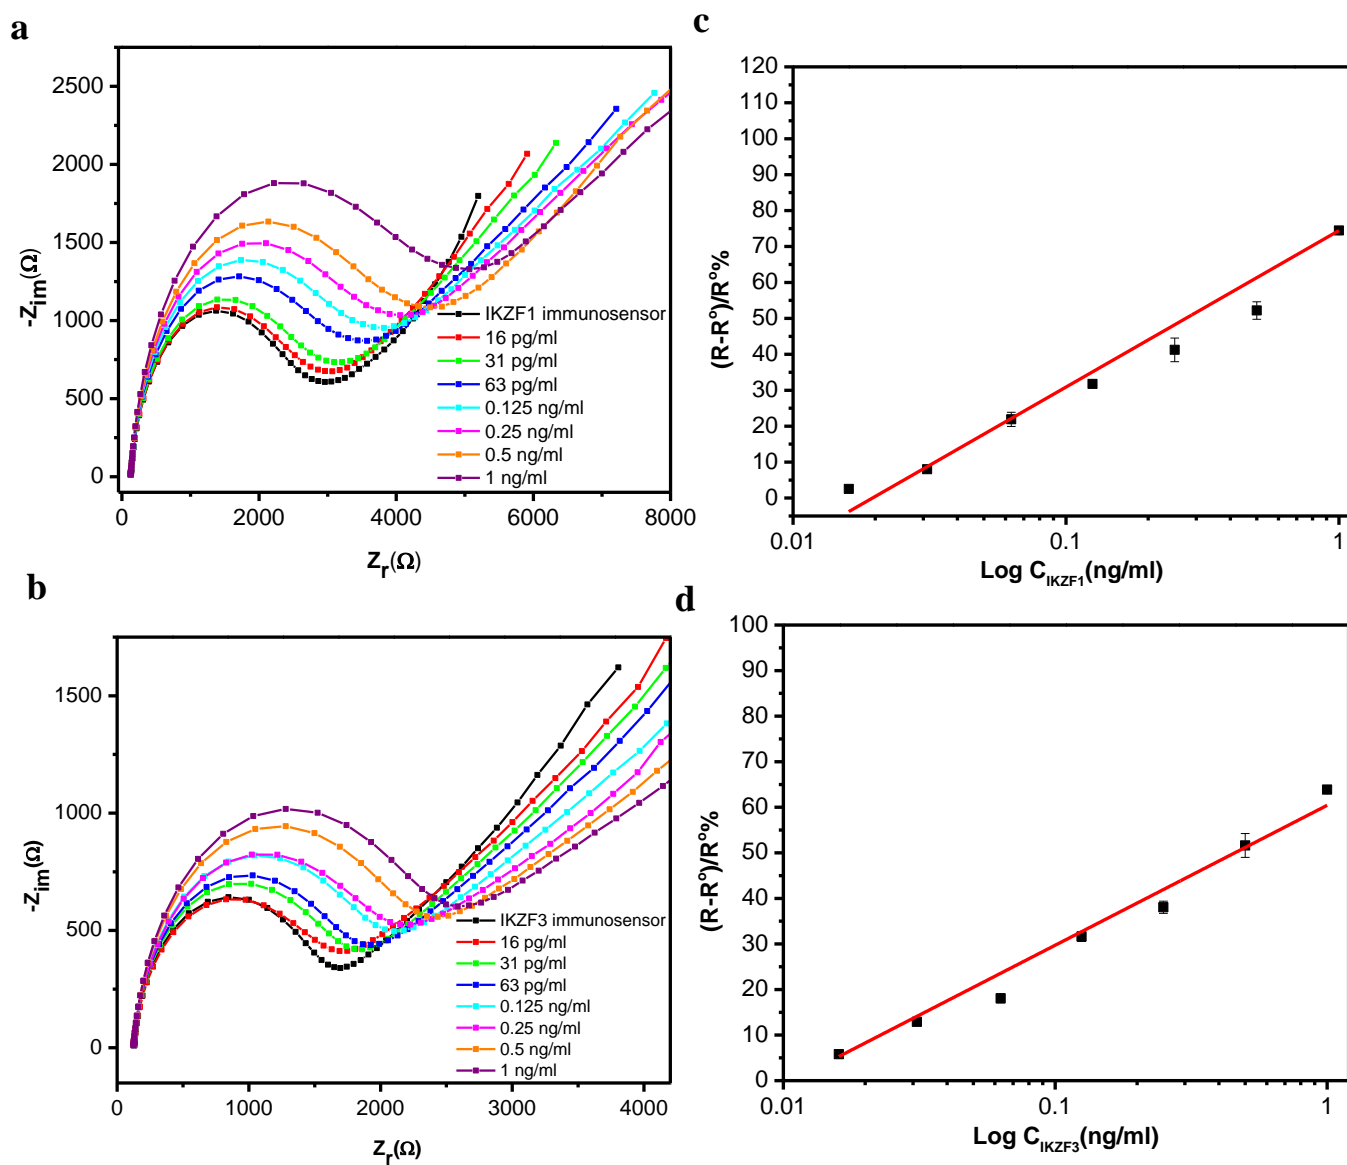 a
2500
2000
1500
1000
500
0
-Zim(Ω)
0 2000 4000 6000 8000
Zr(Ω)
IKZF1 immunosensor
16 pg/ml
31 pg/ml
63 pg/ml
0.125 ng/ml
0.25 ng/ml
0.5 ng/ml
1 ng/ml
c
120
110
100
90
80
70
60
50
40
30
20
10
0
(R-R°)/R°%
0.01 0.1 1
Log CIKZF1(ng/ml)
b
1500
1000
500
0
-Zim(Ω)
0 1000 2000 3000 4000
Zr(Ω)
IKZF3 immunosensor
16 pg/ml
31 pg/ml
63 pg/ml
0.125 ng/ml
0.25 ng/ml
0.5 ng/ml
1 ng/ml
d
100
90
80
70
60
50
40
30
20
10
0
(R-R°)/R°%
0.01 0.1 1
Log CIKZF3(ng/ml)